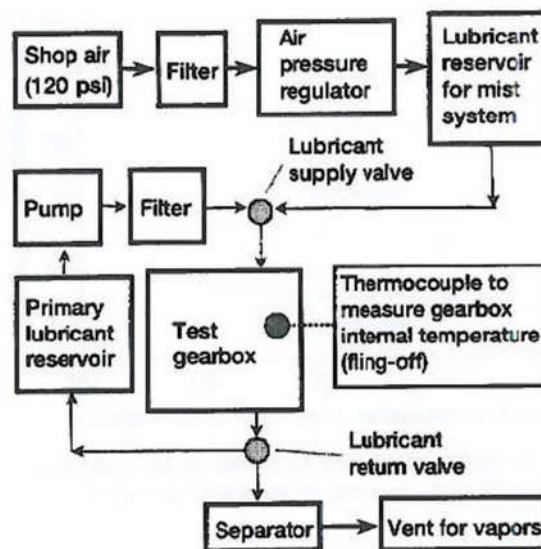 Shop air
(120 psi)
Filter
Air
pressure
regulator
Lubricant
reservoir
for mist
system
Lubricant
supply valve
Pump
Filter
Primary
lubricant
reservoir
Test
gearbox
Thermocouple to
measure gearbox
internal temperature
(fling-off)
Lubricant
return valve
Separator
Vent for vapors